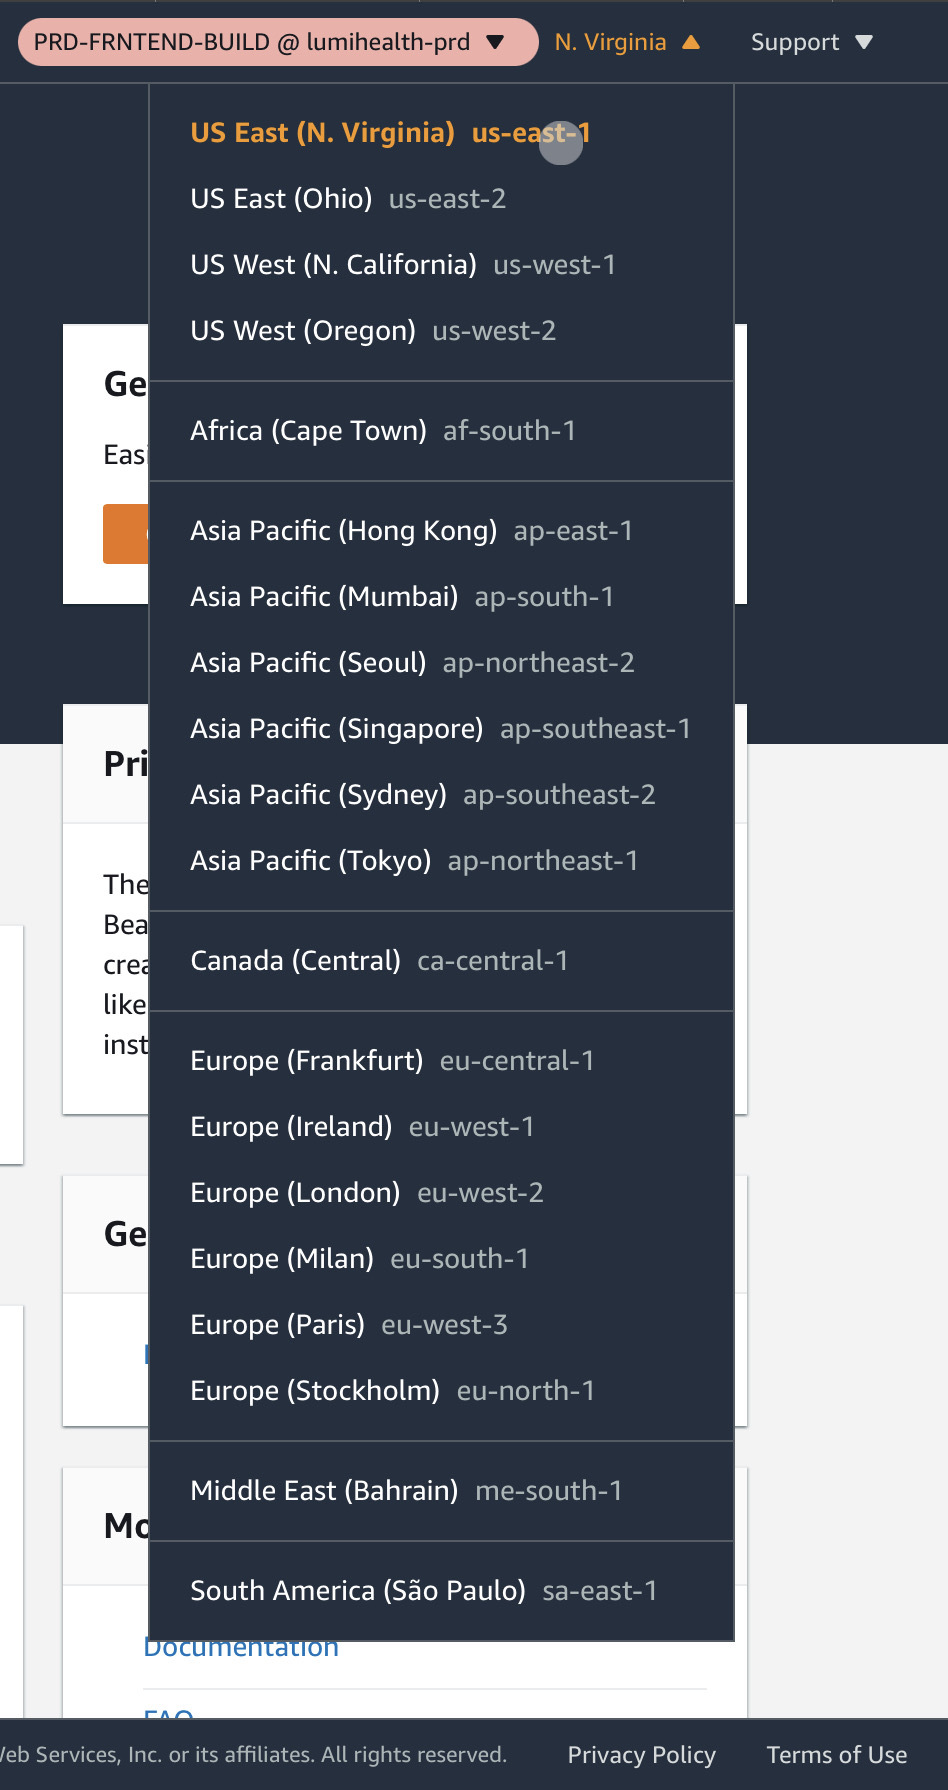 PRD-FRNTEND-BUILD @ lumihealth-prd ▼ N. Virginia ▲ Support ▼
US East (N. Virginia) us-east-1
US East (Ohio) us-east-2
US West (N. California) us-west-1
US West (Oregon) us-west-2
Ge
Africa (Cape Town) af-south-1
Easi
Asia Pacific (Hong Kong) ap-east-1
Asia Pacific (Mumbai) ap-south-1
Asia Pacific (Seoul) ap-northeast-2
Asia Pacific (Singapore) ap-southeast-1
Pri
Asia Pacific (Sydney) ap-southeast-2
Asia Pacific (Tokyo) ap-northeast-1
The
Bea
crea
like
inst
Canada (Central) ca-central-1
Europe (Frankfurt) eu-central-1
Europe (Ireland) eu-west-1
Europe (London) eu-west-2
Ge
Europe (Milan) eu-south-1
Europe (Paris) eu-west-3
Europe (Stockholm) eu-north-1
Middle East (Bahrain) me-south-1
Mo
South America (São Paulo) sa-east-1
Documentation
FAQ
Web Services, Inc. or its affiliates. All rights reserved. Privacy Policy Terms of Use